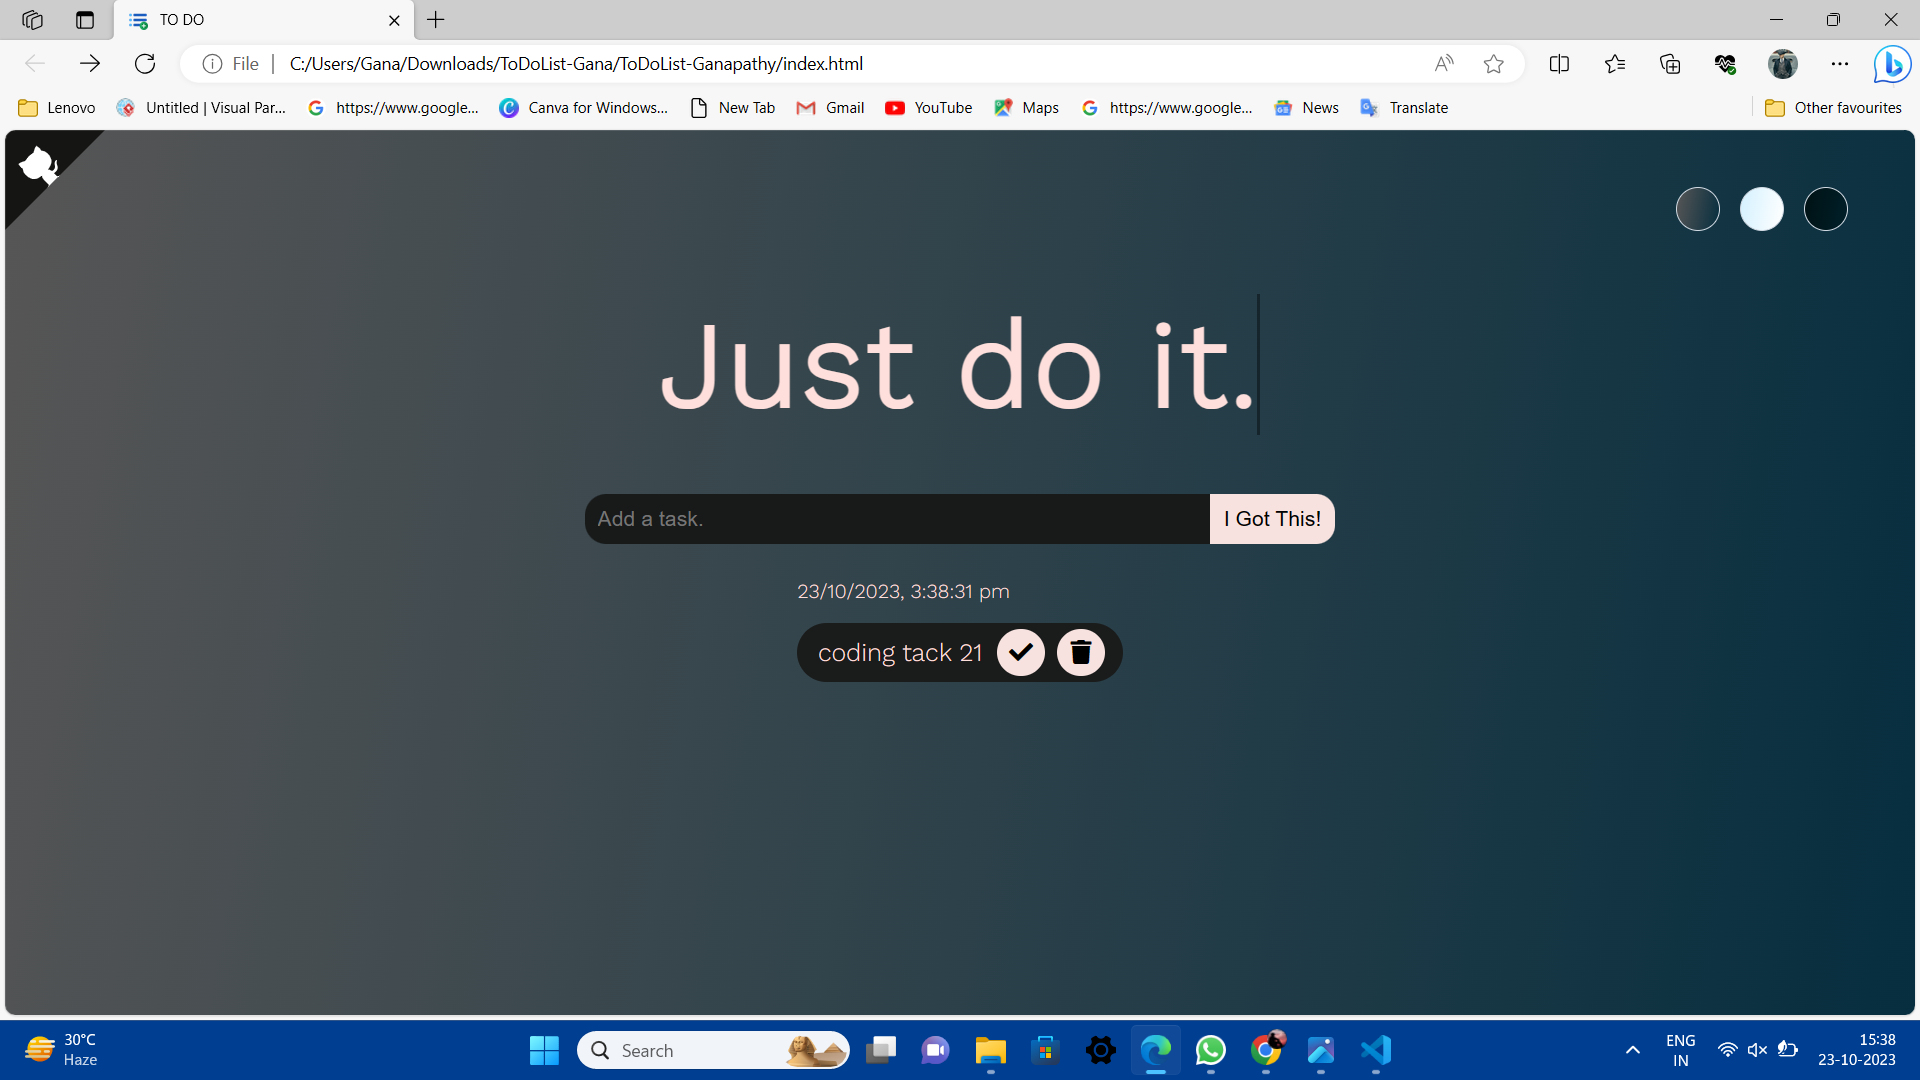 TO DO
File
C:/Users/Gana/Downloads/ToDoList-Gana/ToDoList-Ganapathy/index.html
Lenovo Untitled | Visual Par... https://www.google... Canva for Windows... New Tab Gmail YouTube Maps https://www.google... News Translate Other favourites
Just do it.
Add a task. I Got This!
23/10/2023, 3:38:31 pm
coding tack 21
30°C
Haze
Search
ENG
IN
15:38
23-10-2023